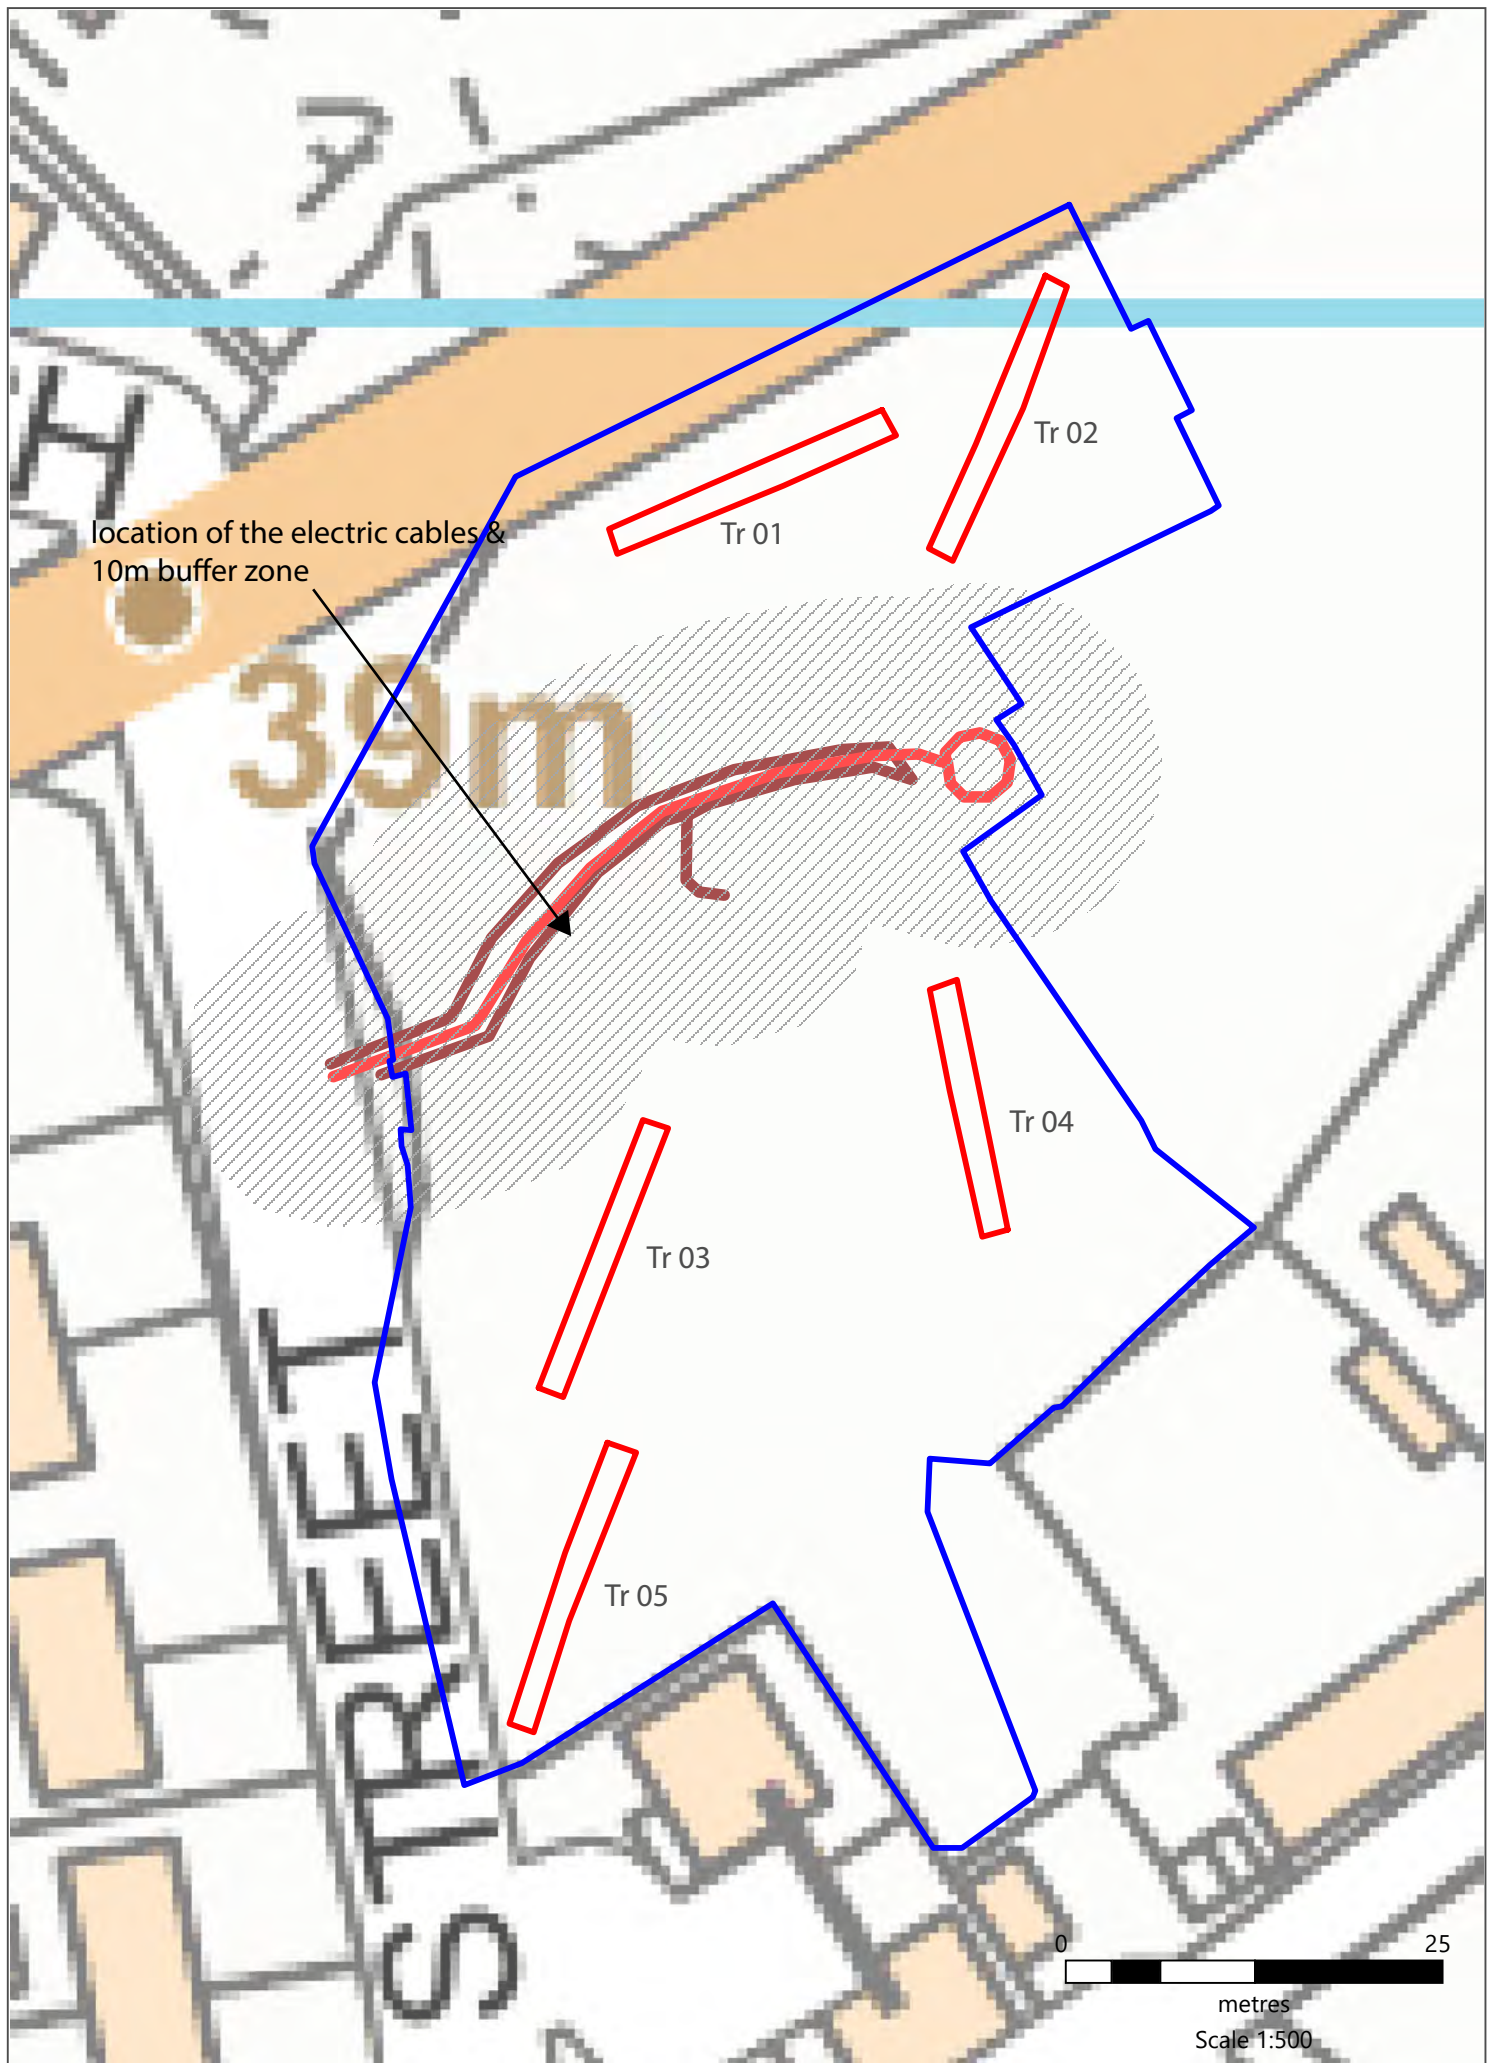 H
Tr 02
Tr 01
location of the electric cables &
10m buffer zone
39m
Tr 04
Tr 03
STREET
Tr 05
0 25
metres
Scale 1:500